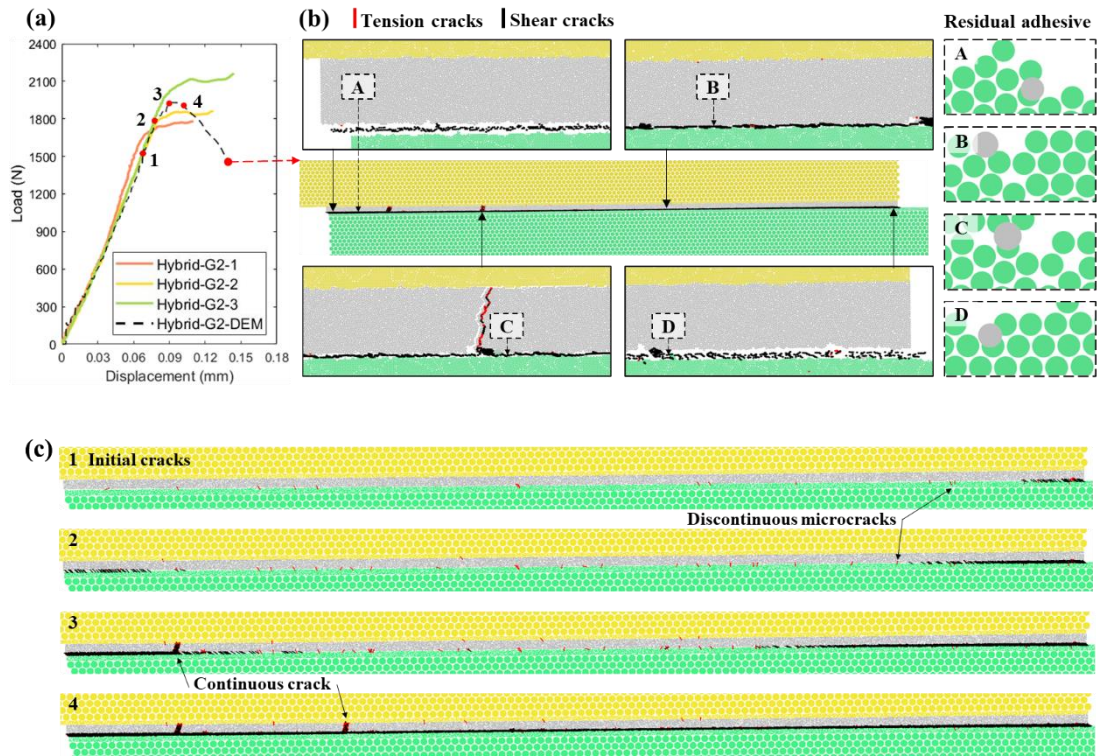 (a)
2400
2100
1800
1500
1200
900
600
300
0
Load (N)
0 0.03 0.06 0.09 0.12 0.15 0.18
Displacement (mm)
1
2
3
4
Hybrid-G2-1
Hybrid-G2-2
Hybrid-G2-3
Hybrid-G2-DEM
(b)
Tension cracks Shear cracks
A
B
C
D
Residual adhesive
A
B
C
D
(c)
1 Initial cracks
Discontinuous microcracks
2
3
Continuous crack
4